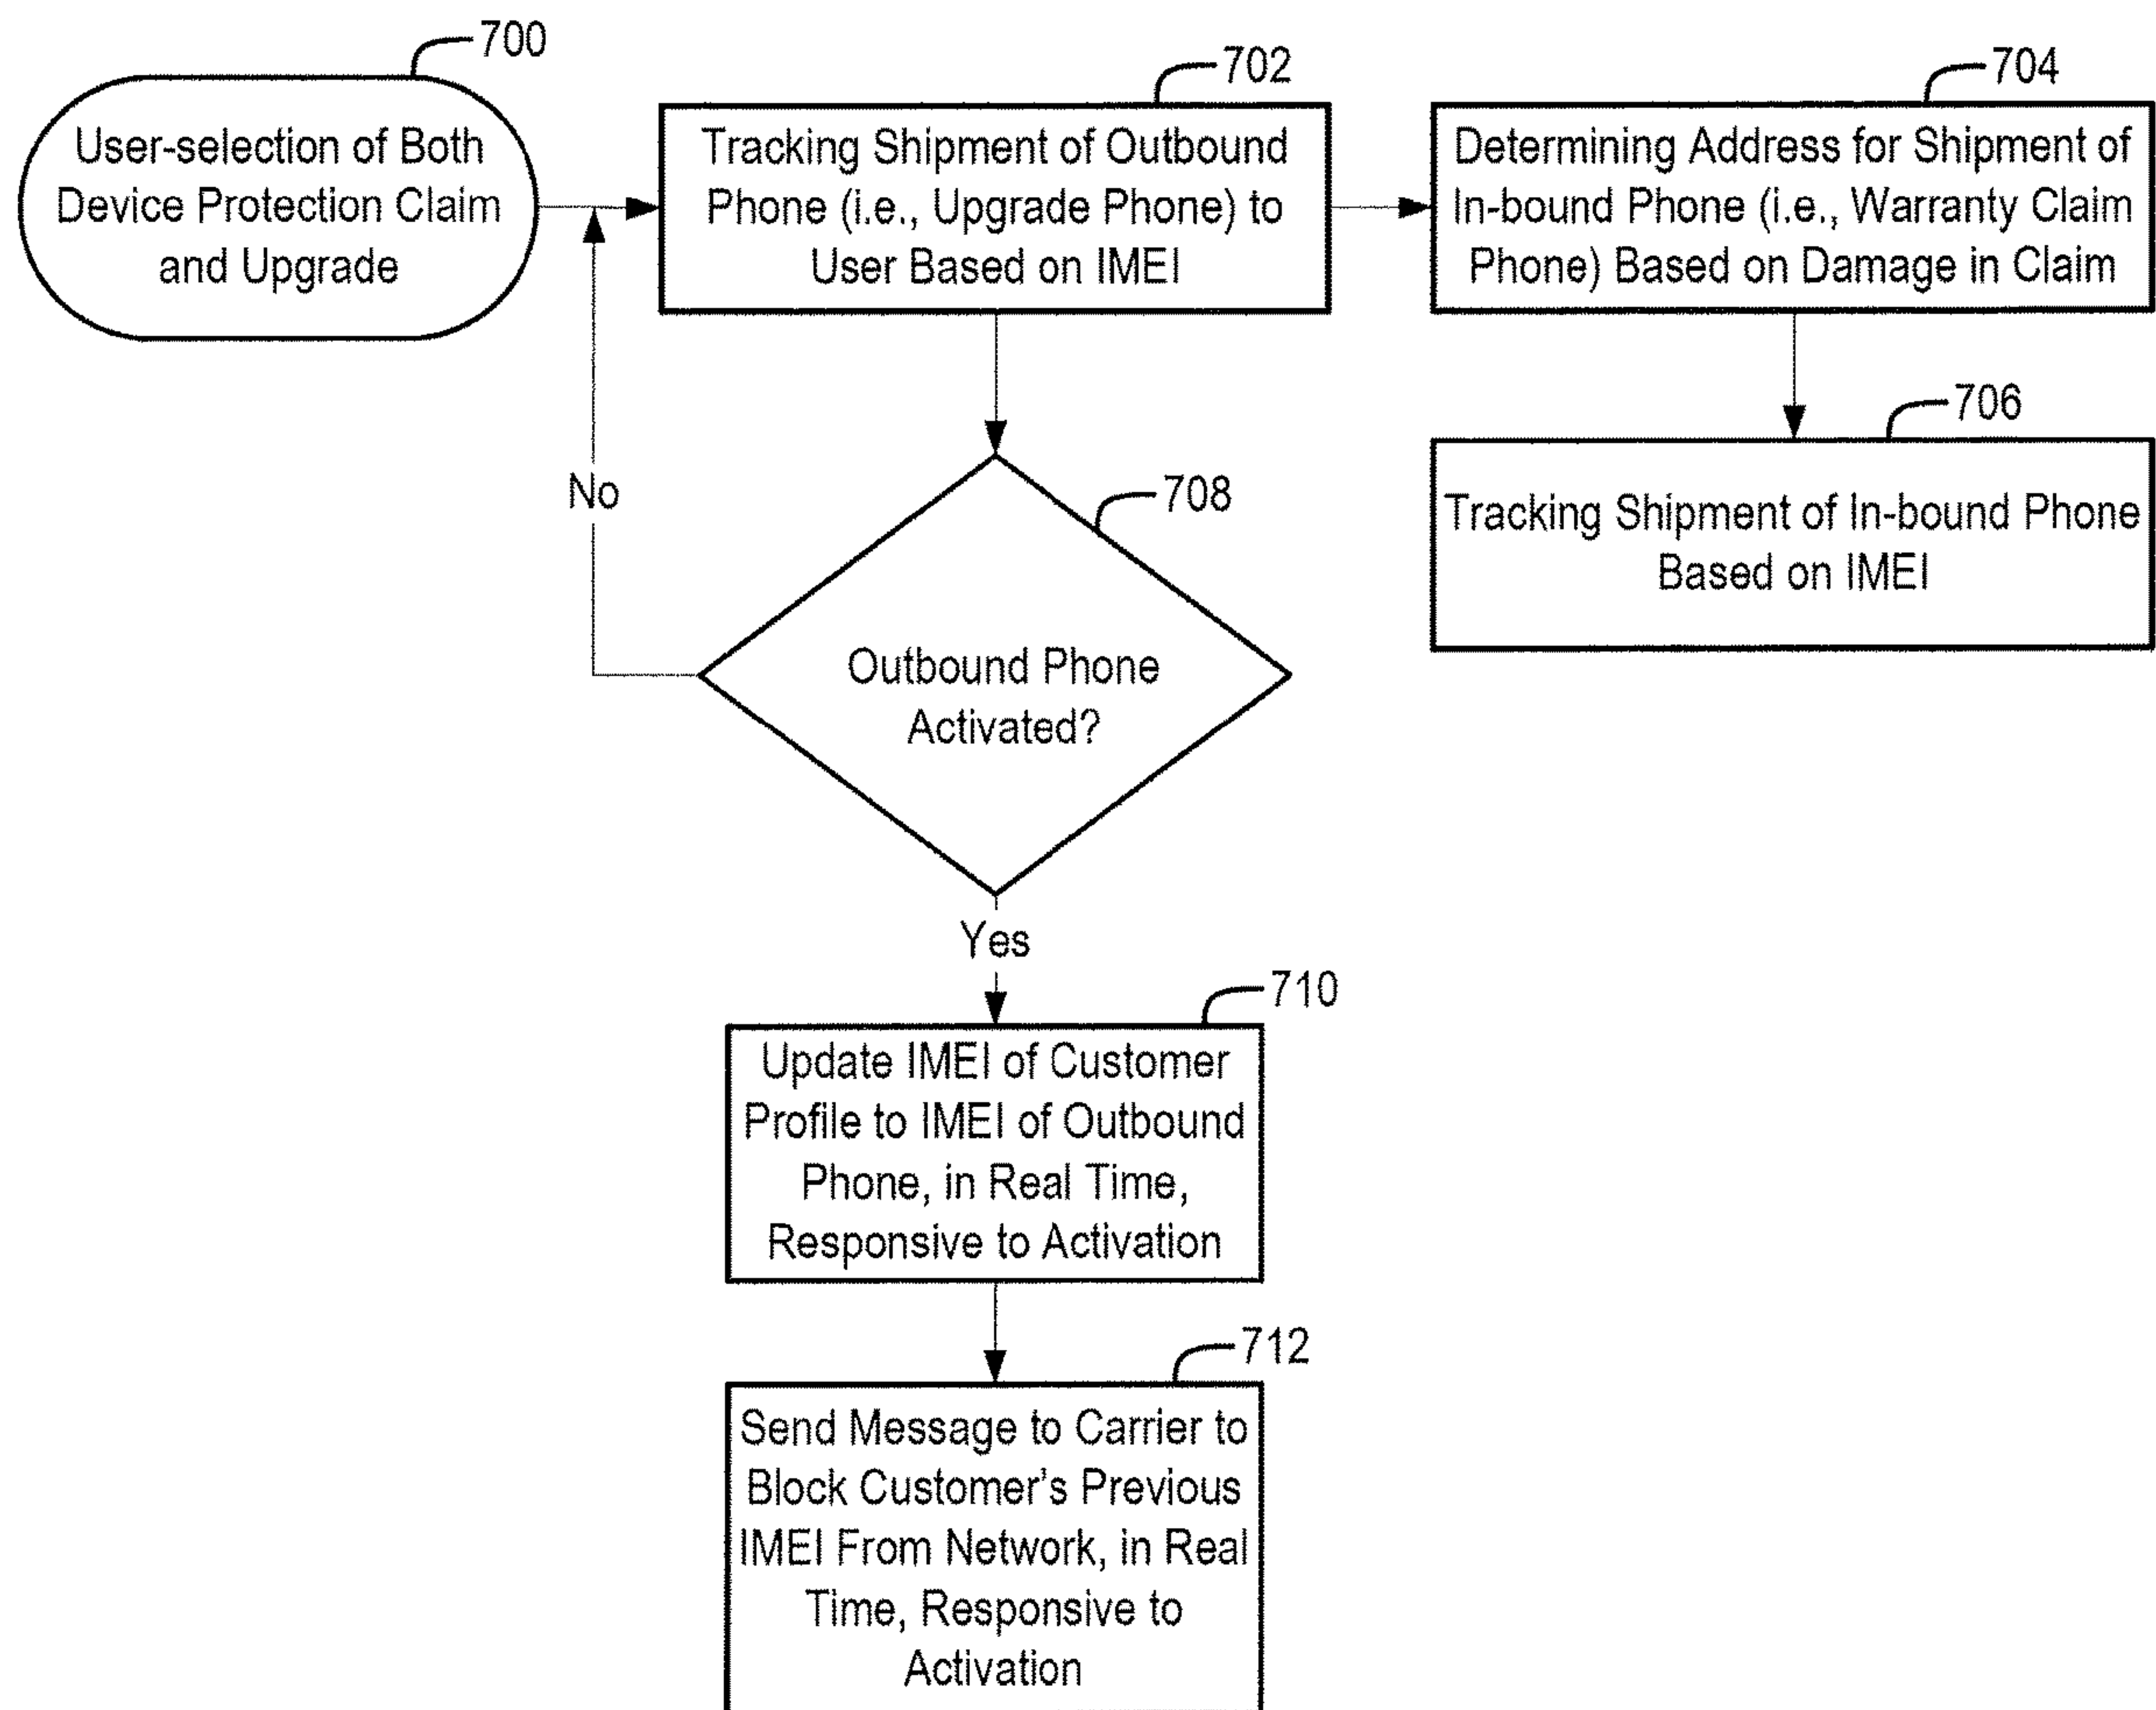 700
User-selection of Both
Device Protection Claim
and Upgrade
702
Tracking Shipment of Outbound
Phone (i.e., Upgrade Phone) to
User Based on IMEI
704
Determining Address for Shipment of
In-bound Phone (i.e., Warranty Claim
Phone) Based on Damage in Claim
706
Tracking Shipment of In-bound Phone
Based on IMEI
No
708
Outbound Phone
Activated?
Yes
710
Update IMEI of Customer
Profile to IMEI of Outbound
Phone, in Real Time,
Responsive to Activation
712
Send Message to Carrier to
Block Customer's Previous
IMEI From Network, in Real
Time, Responsive to
Activation